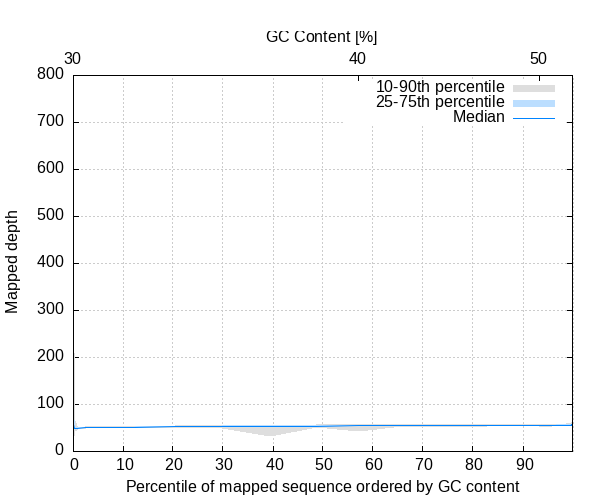 GC Content [%]
30 40 50
800
10-90th percentile
25-75th percentile
Median
700
600
500
400
300
200
100
0
Mapped depth
0 10 20 30 40 50 60 70 80 90
Percentile of mapped sequence ordered by GC content